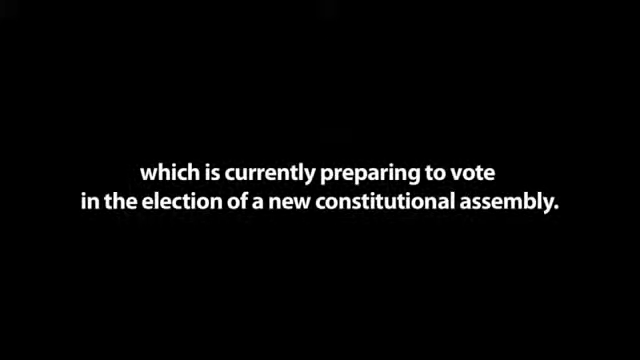 which is currently preparing to vote
in the election of a new constitutional assembly.